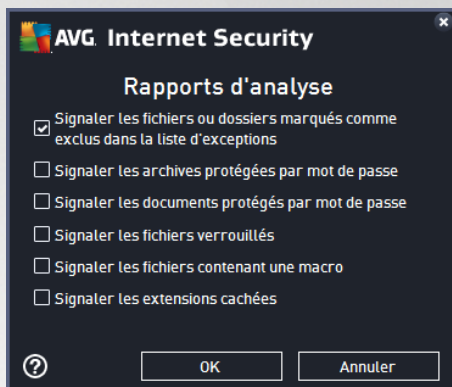 AVG. Internet Security
Rapports d'analyse
Signaler les fichiers ou dossiers marqués comme
exclus dans la liste d'exceptions
Signaler les archives protégées par mot de passe
Signaler les documents protégés par mot de passe
Signaler les fichiers verrouillés
Signaler les fichiers contenant une macro
Signaler les extensions cachées
?
OK
Annuler